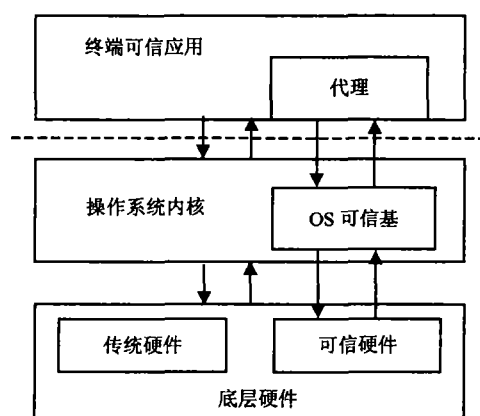 终端可信应用
代理
操作系统内核
OS 可信基
传统硬件
可信硬件
底层硬件